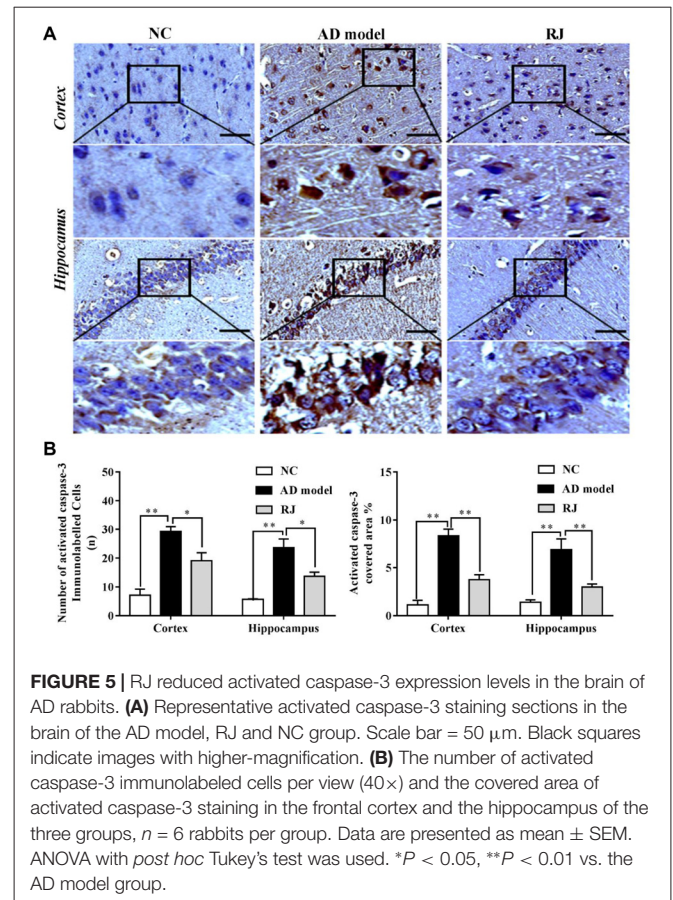 A
NC AD model RJ
Cortex
Hippocamus
B
Number of activated caspase-3
Immunolabelled Cells
(n)
50
40
30
20
10
0
NC
AD model
RJ
** *
** *
Cortex Hippocampus
Activated caspase-3
covered area %
15
10
5
0
NC
AD model
RJ
** **
** **
Cortex Hippocampus
FIGURE 5 | RJ reduced activated caspase-3 expression levels in the brain of
AD rabbits. (A) Representative activated caspase-3 staining sections in the
brain of the AD model, RJ and NC group. Scale bar = 50 μm. Black squares
indicate images with higher-magnification. (B) The number of activated
caspase-3 immunolabeled cells per view (40×) and the covered area of
activated caspase-3 staining in the frontal cortex and the hippocampus of the
three groups, n = 6 rabbits per group. Data are presented as mean ± SEM.
ANOVA with post hoc Tukey's test was used. *P < 0.05, **P < 0.01 vs. the
AD model group.